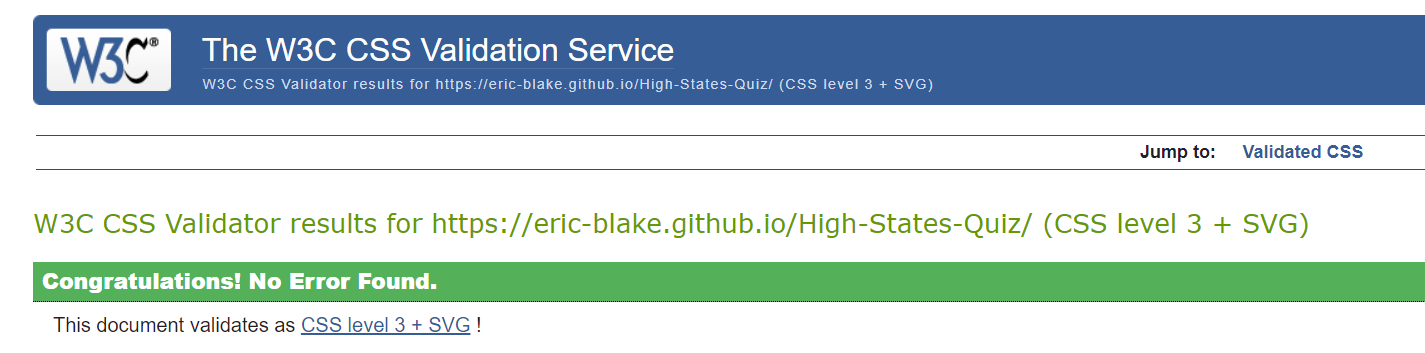 W3C®
The W3C CSS Validation Service
W3C CSS Validator results for https://eric-blake.github.io/High-States-Quiz/ (CSS level 3 + SVG)
Jump to: Validated CSS
W3C CSS Validator results for https://eric-blake.github.io/High-States-Quiz/ (CSS level 3 + SVG)
Congratulations! No Error Found.
This document validates as CSS level 3 + SVG !